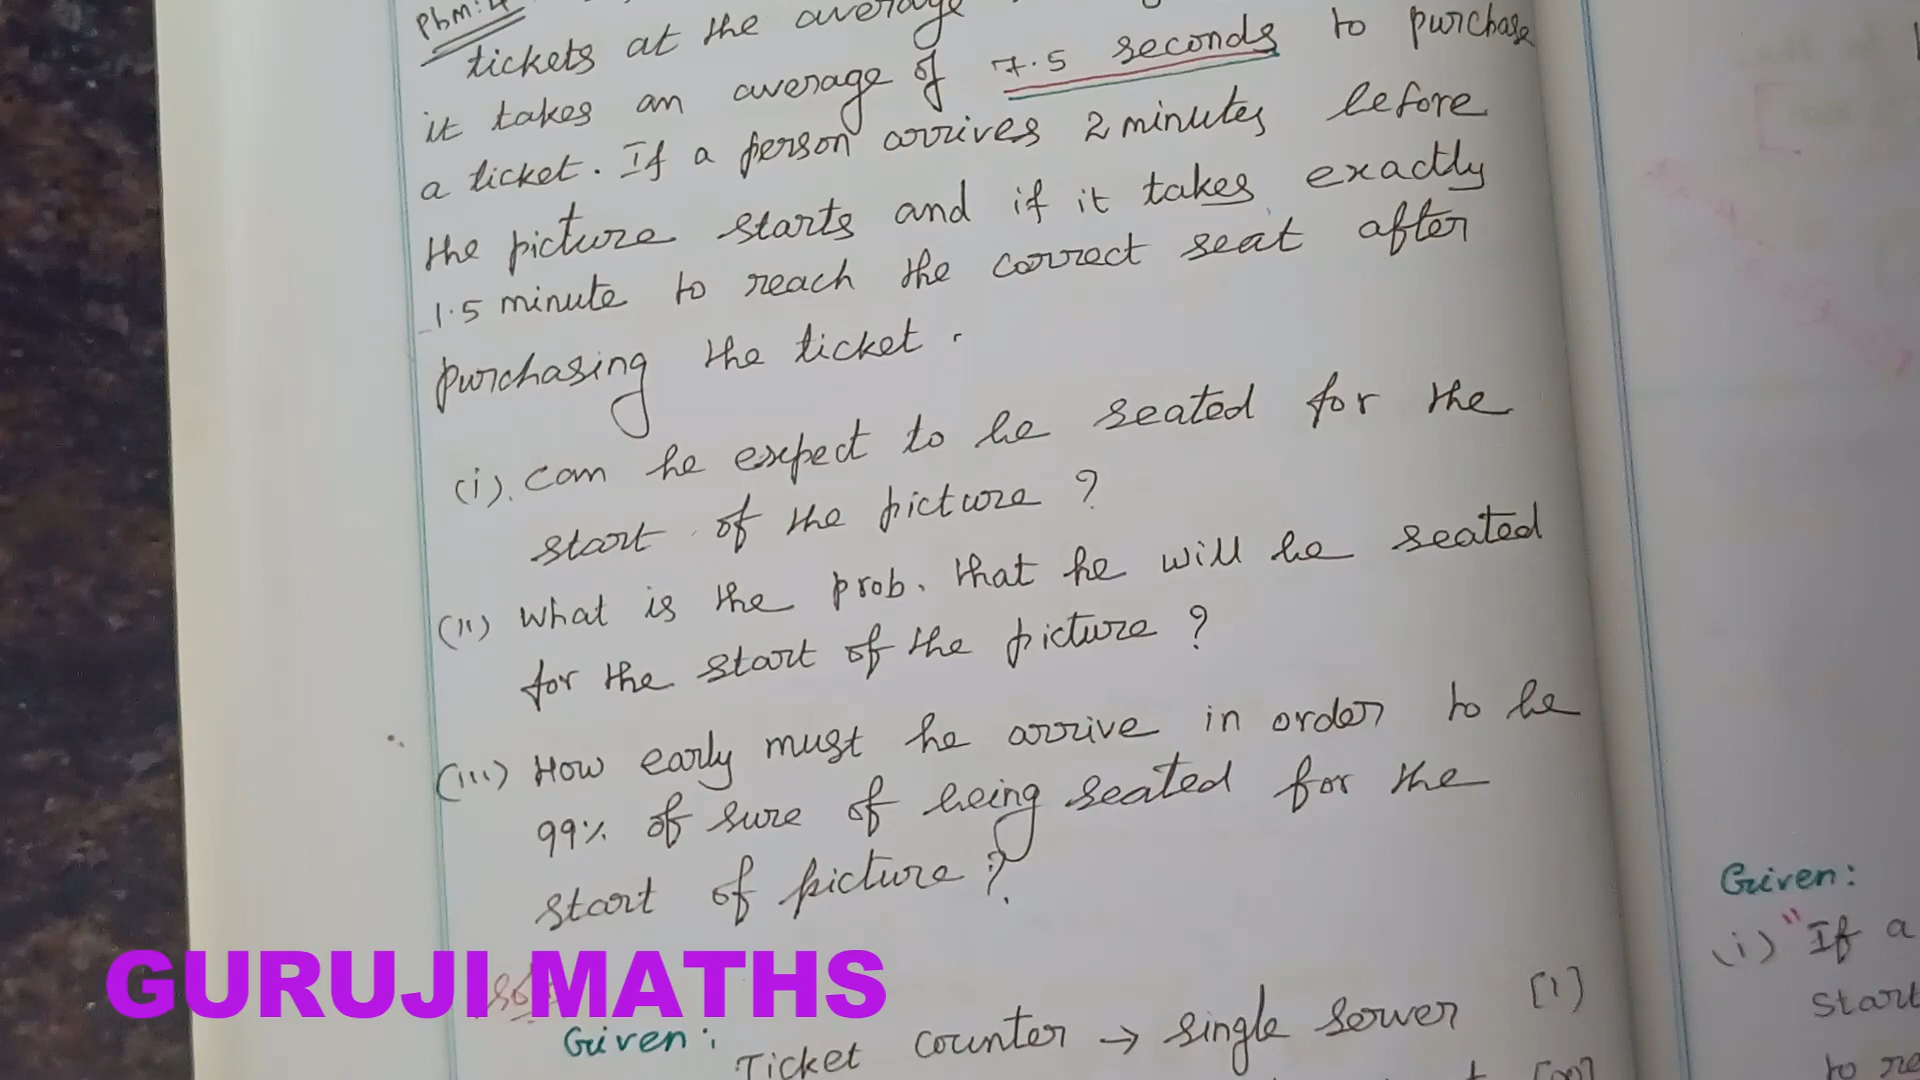 Pbm: 4
tickets at the average
it takes an average of 7.5 seconds to purchase
a ticket. If a person arrives 2 minutes before
the picture starts and if it takes exactly
1.5 minute to reach the correct seat after
purchasing the ticket.
(i). Can he expect to be seated for the
start of the picture ?
(ii) What is the prob. that he will be seated
for the start of the picture ?
(iii) How early must he arrive in order to be
99% of sure of being seated for the
start of picture ?
GURUJI MATHS
Given:
Ticket counter → single server [1]
[∞]
Given:
(i) "If a
start
to re